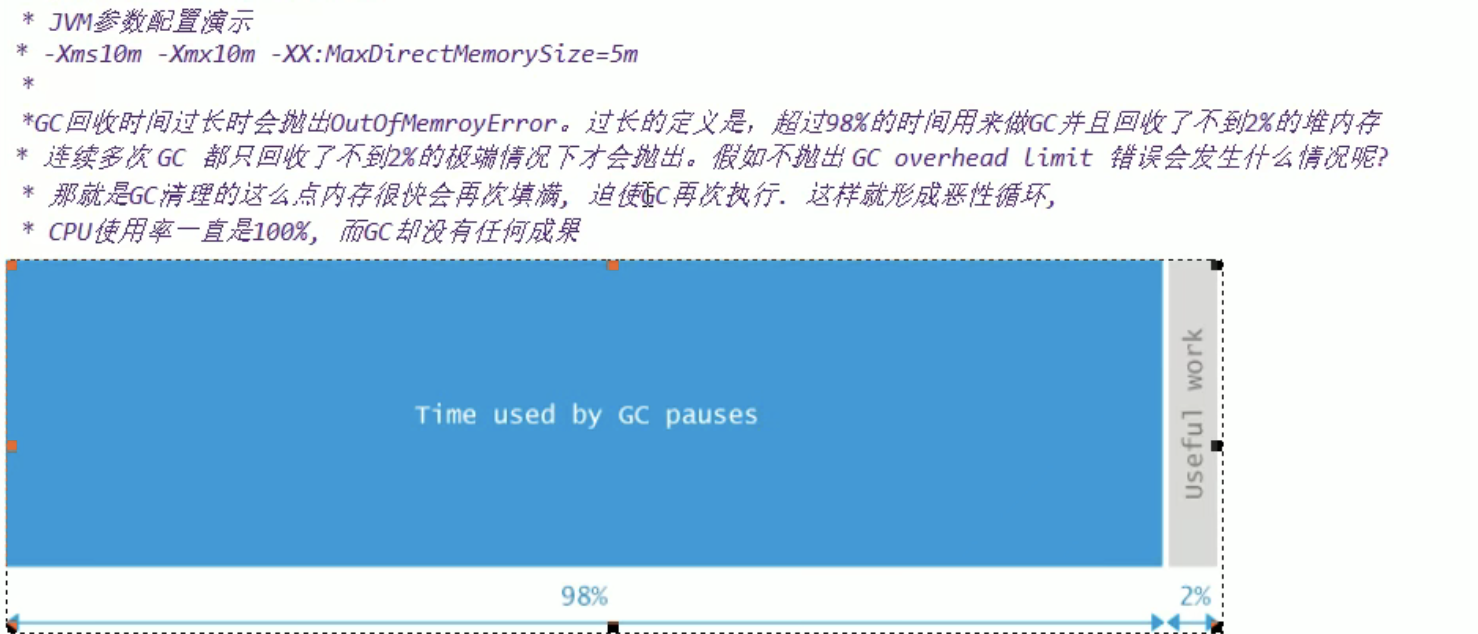 * JVM参数配置演示
* -Xms10m -Xmx10m -XX:MaxDirectMemorySize=5m
*
*GC回收时间过长时会抛出OutOfMemroyError。过长的定义是，超过98%的时间用来做GC并且回收了不到2%的堆内存
* 连续多次 GC 都只回收了不到2%的极端情况下才会抛出。假如不抛出 GC overhead limit 错误会发生什么情况呢?
* 那就是GC清理的这么点内存很快会再次填满, 迫使GC再次执行. 这样就形成恶性循环,
* CPU使用率一直是100%, 而GC却没有任何成果
Time used by GC pauses
Useful work
98%
2%